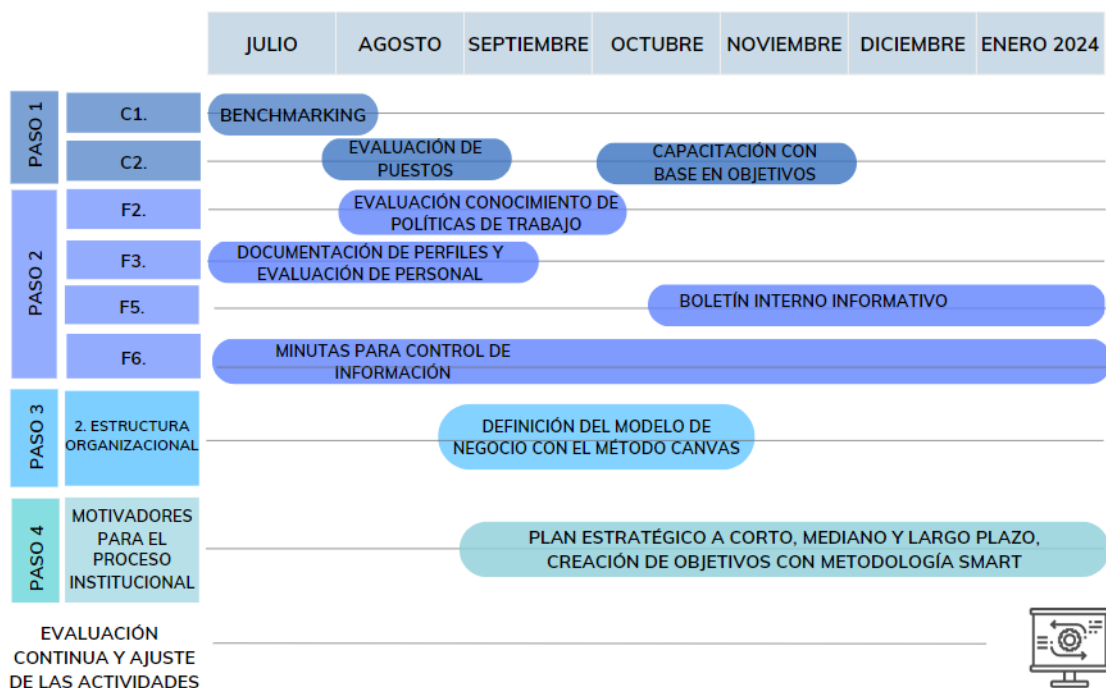 JULIO AGOSTO SEPTIEMBRE OCTUBRE NOVIEMBRE DICIEMBRE ENERO 2024
PASO 1
C1.
BENCHMARKING
C2.
EVALUACIÓN DE
PUESTOS
CAPACITACIÓN CON
BASE EN OBJETIVOS
PASO 2
F2.
EVALUACIÓN CONOCIMIENTO DE
POLÍTICAS DE TRABAJO
F3.
DOCUMENTACIÓN DE PERFILES Y
EVALUACIÓN DE PERSONAL
F5.
BOLETÍN INTERNO INFORMATIVO
F6.
MINUTAS PARA CONTROL DE
INFORMACIÓN
PASO 3
2. ESTRUCTURA
ORGANIZACIONAL
DEFINICIÓN DEL MODELO DE
NEGOCIO CON EL MÉTODO CANVAS
PASO 4
MOTIVADORES
PARA EL
PROCESO
INSTITUCIONAL
PLAN ESTRATÉGICO A CORTO, MEDIANO Y LARGO PLAZO,
CREACIÓN DE OBJETIVOS CON METODOLOGÍA SMART
EVALUACIÓN
CONTINUA Y AJUSTE
DE LAS ACTIVIDADES